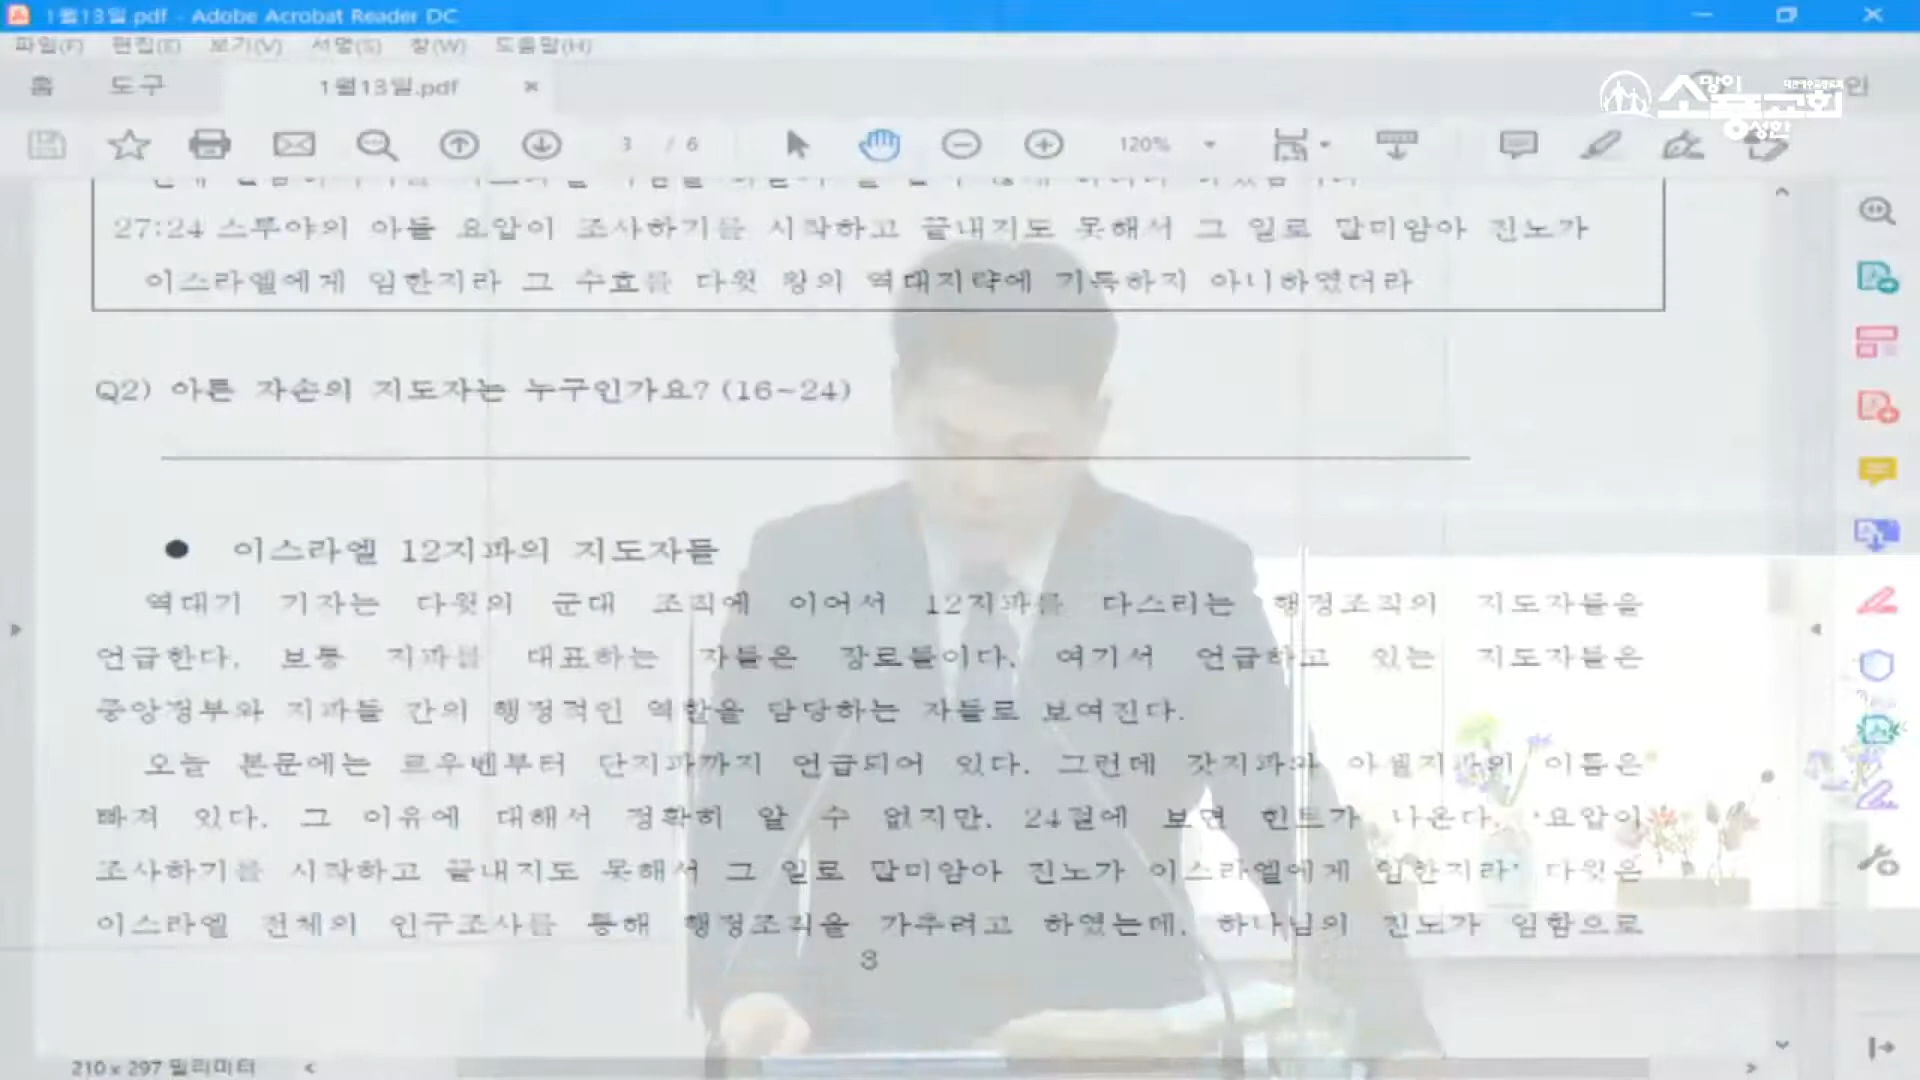 1월13일.pdf - Adobe Acrobat Reader DC
파일(F) 편집(E) 보기(V) 서명(S) 창(W) 도움말(H)
홈 도구 1월13일.pdf ×
소망이 풍성한 교회
3 / 6 120%
27:24 스루야의 아들 요압이 조사하기를 시작하고 끝내지도 못해서 그 일로 말미암아 진노가
이스라엘에게 임한지라 그 수효를 다윗 왕의 역대지략에 기록하지 아니하였더라
Q2) 아론 자손의 지도자는 누구인가요? (16~24)
● 이스라엘 12지파의 지도자들
역대기 기자는 다윗의 군대 조직에 이어서 12지파를 다스리는 행정조직의 지도자들을
언급한다. 보통 지파를 대표하는 자들은 장로들이다. 여기서 언급하고 있는 지도자들은
중앙정부와 지파들 간의 행정적인 역할을 담당하는 자들로 보여진다.
오늘 본문에는 르우벤부터 단지파까지 언급되어 있다. 그런데 갓지파와 아셀지파의 이름은
빠져 있다. 그 이유에 대해서 정확히 알 수 없지만, 24절에 보면 힌트가 나온다. ‘요압이
조사하기를 시작하고 끝내지도 못해서 그 일로 말미암아 진노가 이스라엘에게 임한지라’ 다윗은
이스라엘 전체의 인구조사를 통해 행정조직을 가추려고 하였는데, 하나님의 진노가 임함으로
3
210 x 297 밀리미터